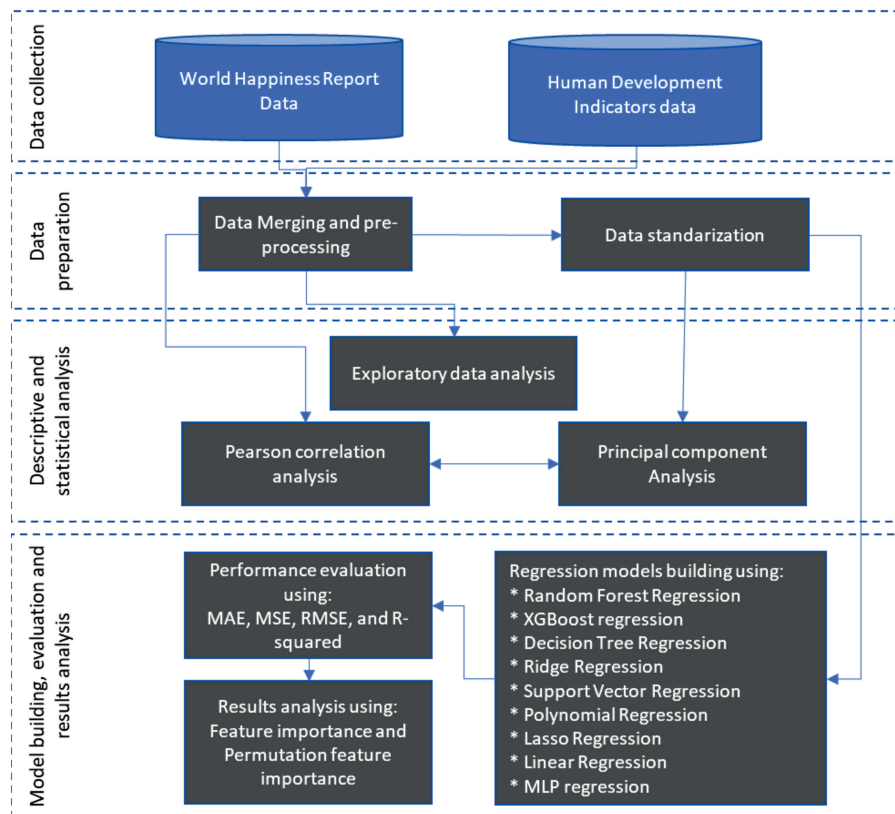 Data collection
World Happiness Report
Data
Human Development
Indicators data
Data
preparation
Data Merging and pre-
processing
Data standarization
Descriptive and
statistical analysis
Exploratory data analysis
Pearson correlation
analysis
Principal component
Analysis
Model building, evaluation and
results analysis
Performance evaluation
using:
MAE, MSE, RMSE, and R-
squared
Results analysis using:
Feature importance and
Permutation feature
importance
Regression models building using:
* Random Forest Regression
* XGBoost regression
* Decision Tree Regression
* Ridge Regression
* Support Vector Regression
* Polynomial Regression
* Lasso Regression
* Linear Regression
* MLP regression